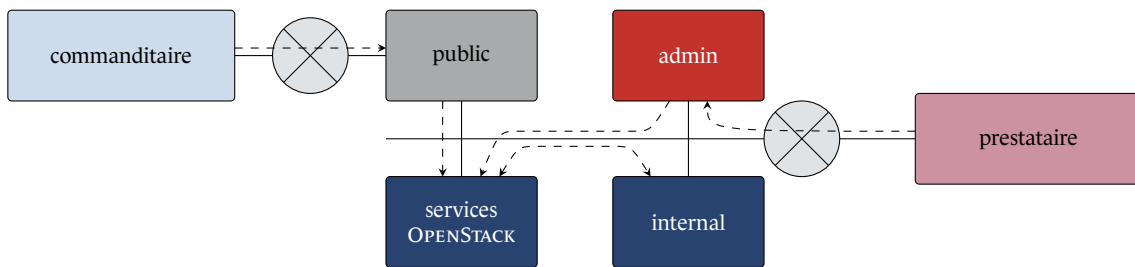 commanditaire
public
admin
prestataire
services
OPENSTACK
internal